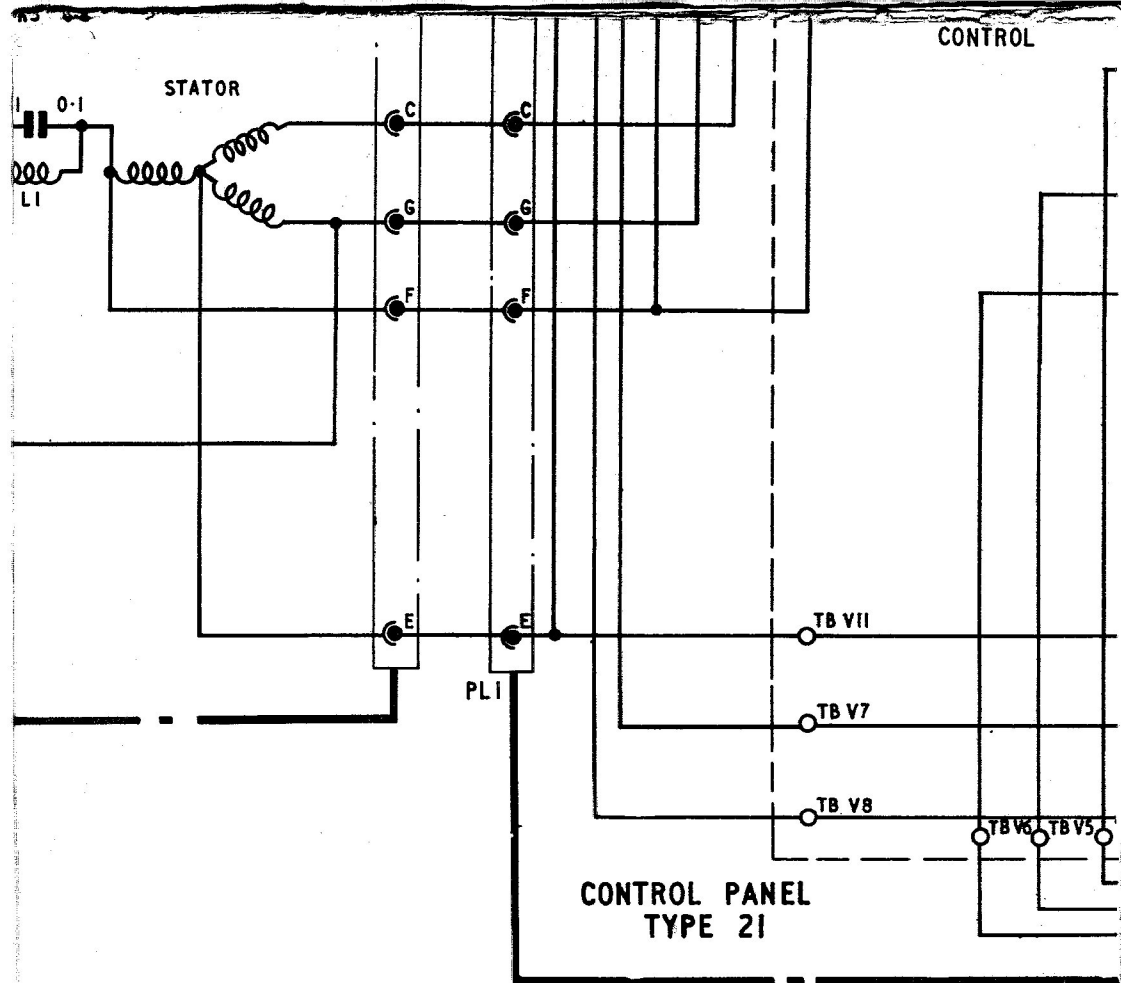 CONTROL
STATOR
1
0·1
L1
C
C
G
G
F
F
E
E
PL1
TB V11
TB V7
TB V8
TB V6
TB V5
CONTROL PANEL
TYPE 21